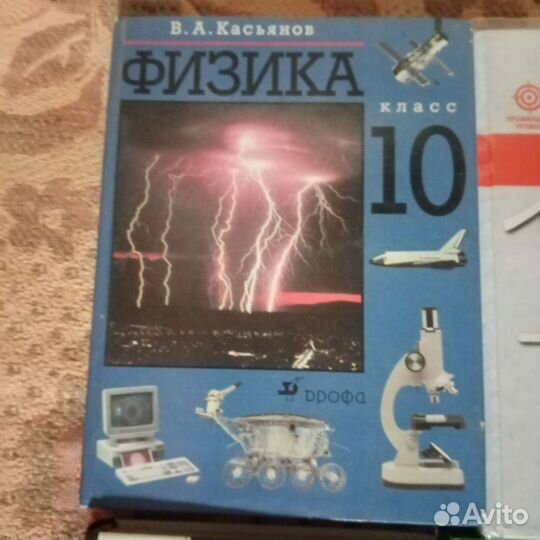 В. А. Касьянов
ФИЗИКА
класс
10
дрофа
Avito